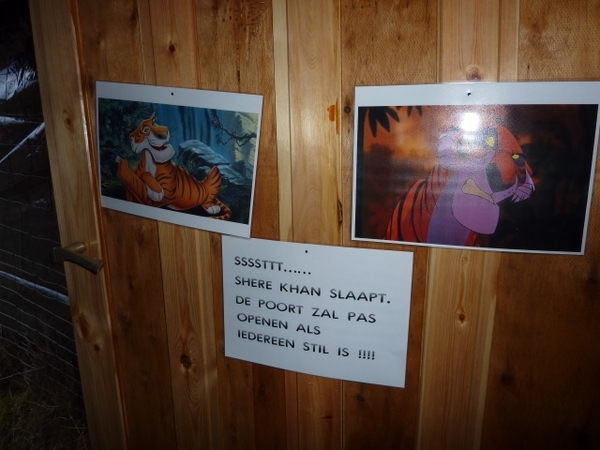 SSSSTTT......
SHERE KHAN SLAAPT.
DE POORT ZAL PAS
OPENEN ALS
IEDEREEN STIL IS !!!!